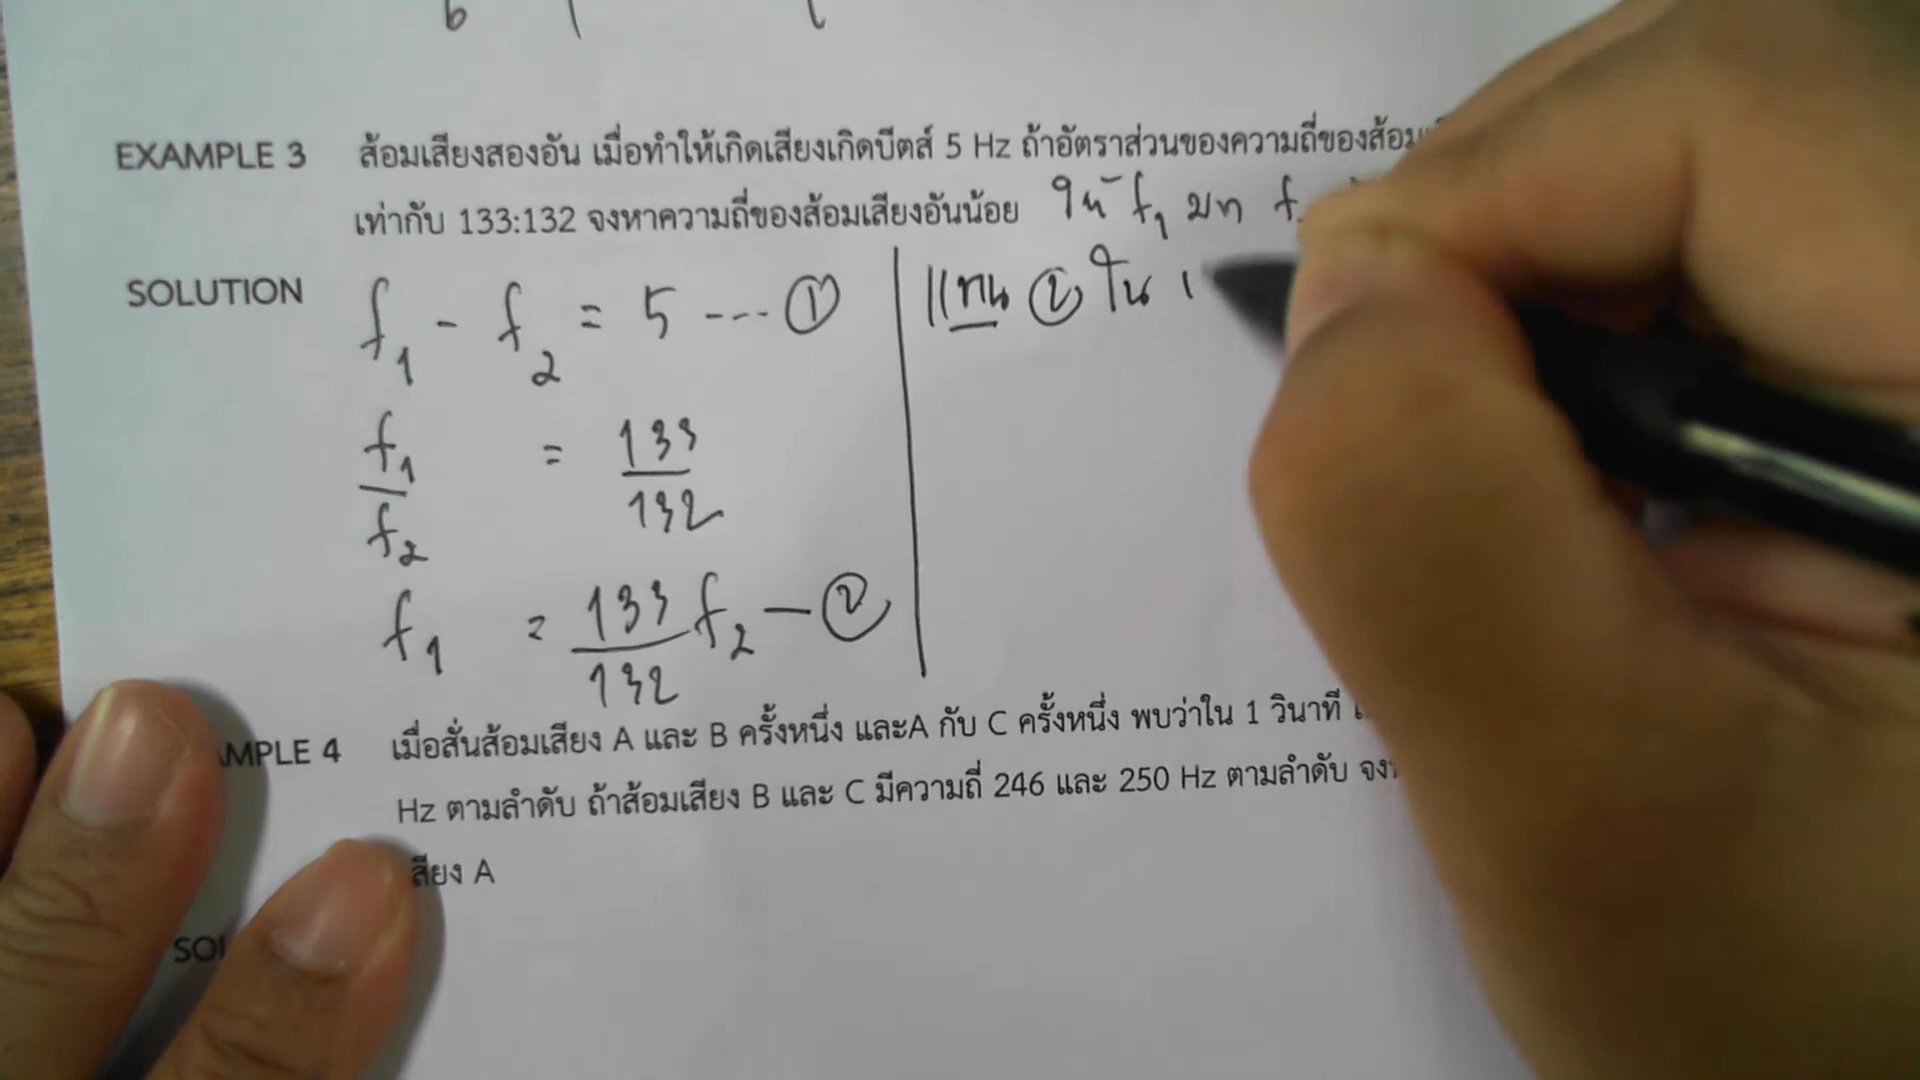 EXAMPLE 3 ส้อมเสียงสองอัน เมื่อทำให้เกิดเสียงเกิดบีตส์ 5 Hz ถ้าอัตราส่วนของความถี่ของส้อม
เท่ากับ 133:132 จงหาความถี่ของส้อมเสียงอันน้อย ให้ f₁ มาก f
SOLUTION
f₁ - f₂ = 5 --- ①
f₁/f₂ = 133/132
f₁ = 133/132 f₂ — ②
แทน ② ใน 1
MPLE 4 เมื่อสั่นส้อมเสียง A และ B ครั้งหนึ่ง และA กับ C ครั้งหนึ่ง พบว่าใน 1 วินาที
Hz ตามลำดับ ถ้าส้อมเสียง B และ C มีความถี่ 246 และ 250 Hz ตามลำดับ
สียง A
SO